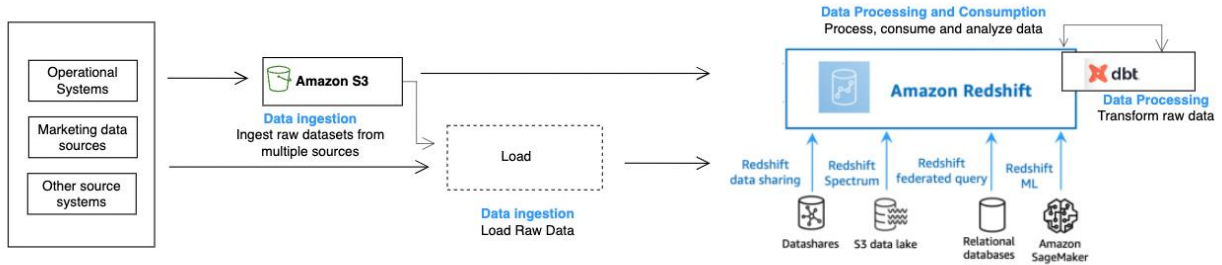 Operational
Systems
Marketing data
sources
Other source
systems
Amazon S3
Data ingestion
Ingest raw datasets from
multiple sources
Load
Data ingestion
Load Raw Data
Data Processing and Consumption
Process, consume and analyze data
Amazon Redshift
dbt
Data Processing
Transform raw data
Redshift
data sharing
Redshift
Spectrum
Redshift
federated query
Redshift
ML
Datashares
S3 data lake
Relational
databases
Amazon
SageMaker